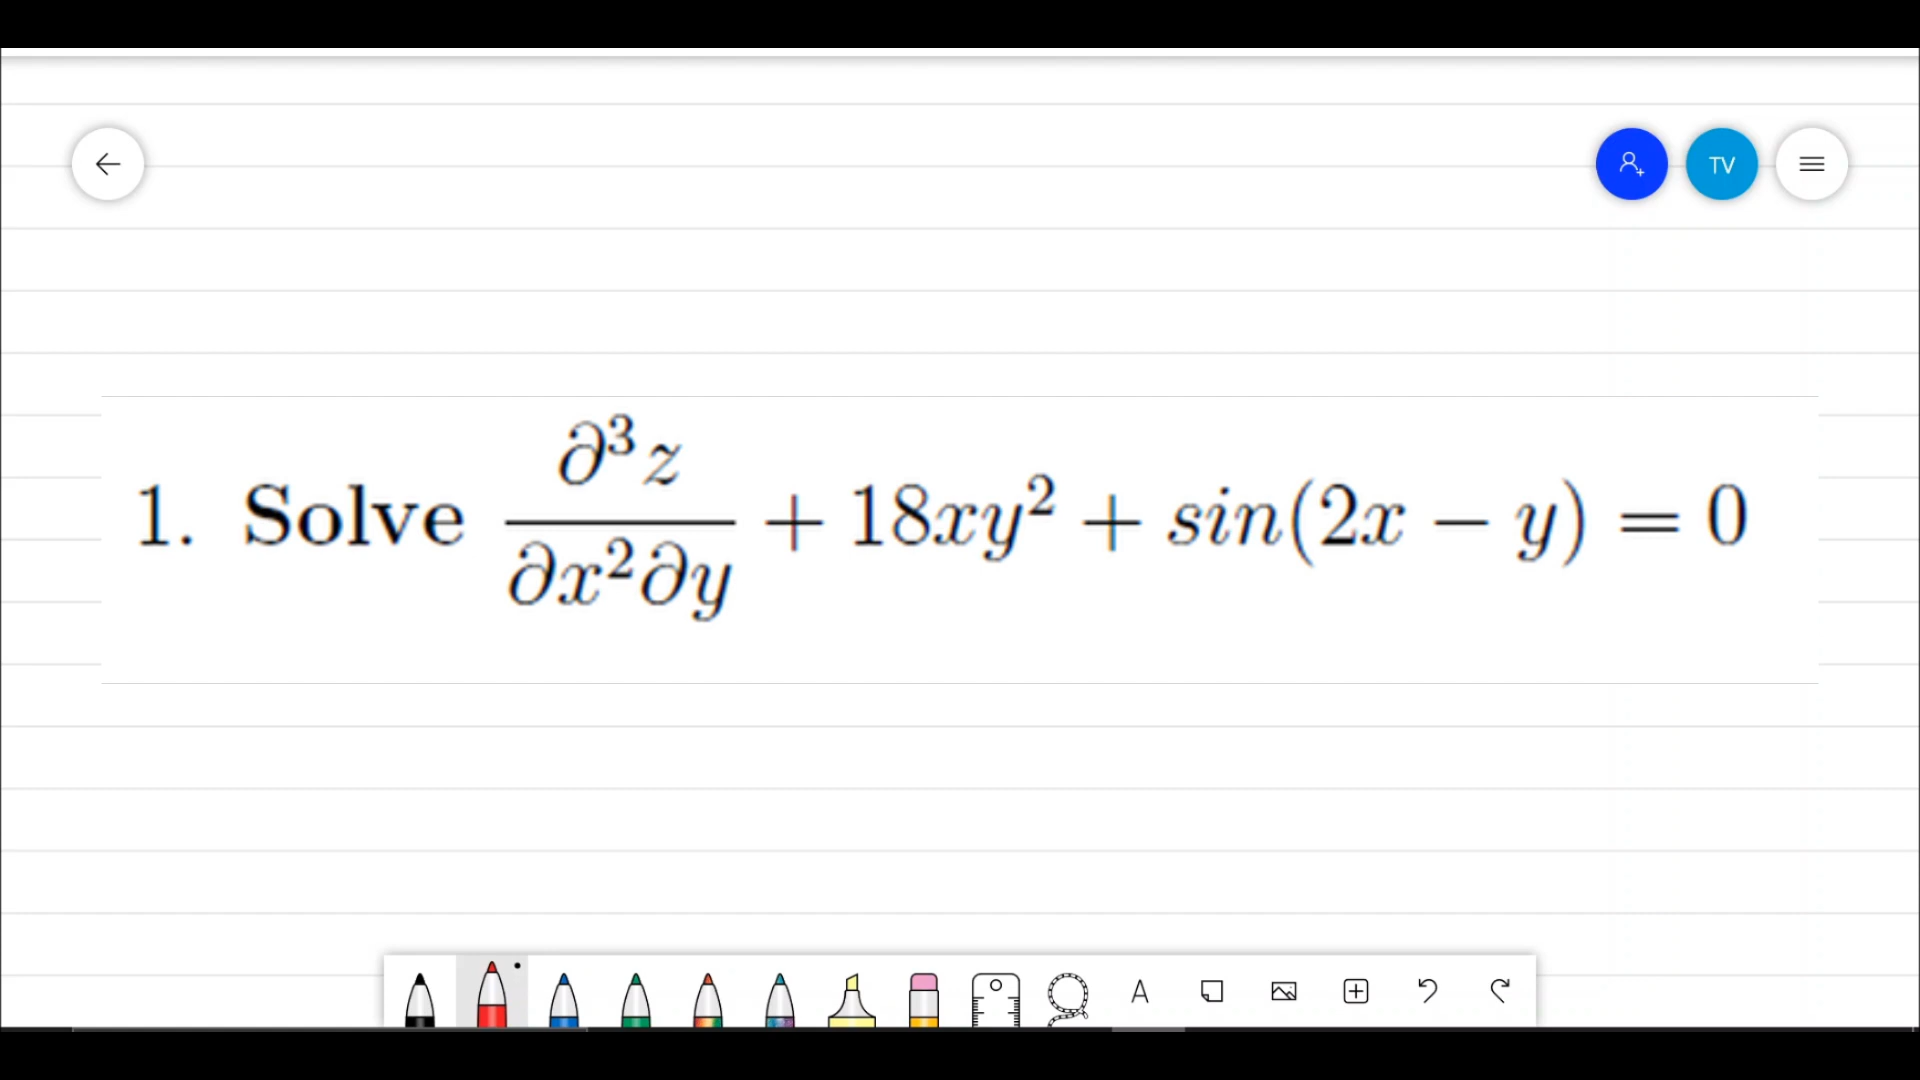 TV
1. Solve ∂³z/∂x²∂y + 18xy² + sin(2x − y) = 0
A